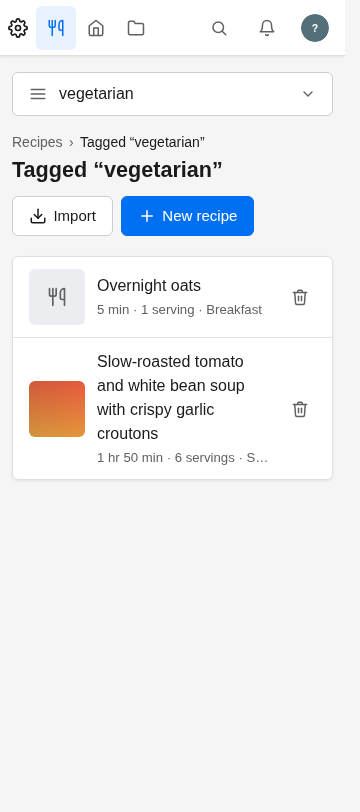 ?
vegetarian
Recipes › Tagged “vegetarian”
Tagged “vegetarian”
Import
New recipe
Overnight oats
5 min · 1 serving · Breakfast
Slow-roasted tomato
and white bean soup
with crispy garlic
croutons
1 hr 50 min · 6 servings · S…